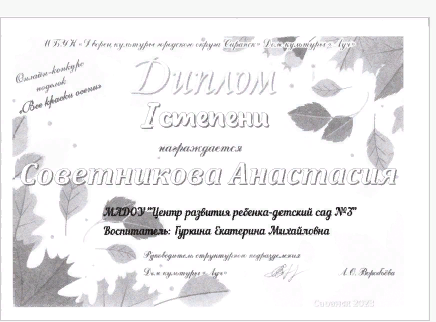 МБУК «Дворец культуры городского округа Саранск» Дом культуры «Луч»
Онлайн-конкурс
поделок
«Все краски осени»
Диплом
I степени
награждается
Советникова Анастасия
МАДОУ "Центр развития ребенка-детский сад №3"
Воспитатель: Гуркина Екатерина Михайловна
Руководитель структурного подразделения
Дом культуры «Луч»
Саранск 2023